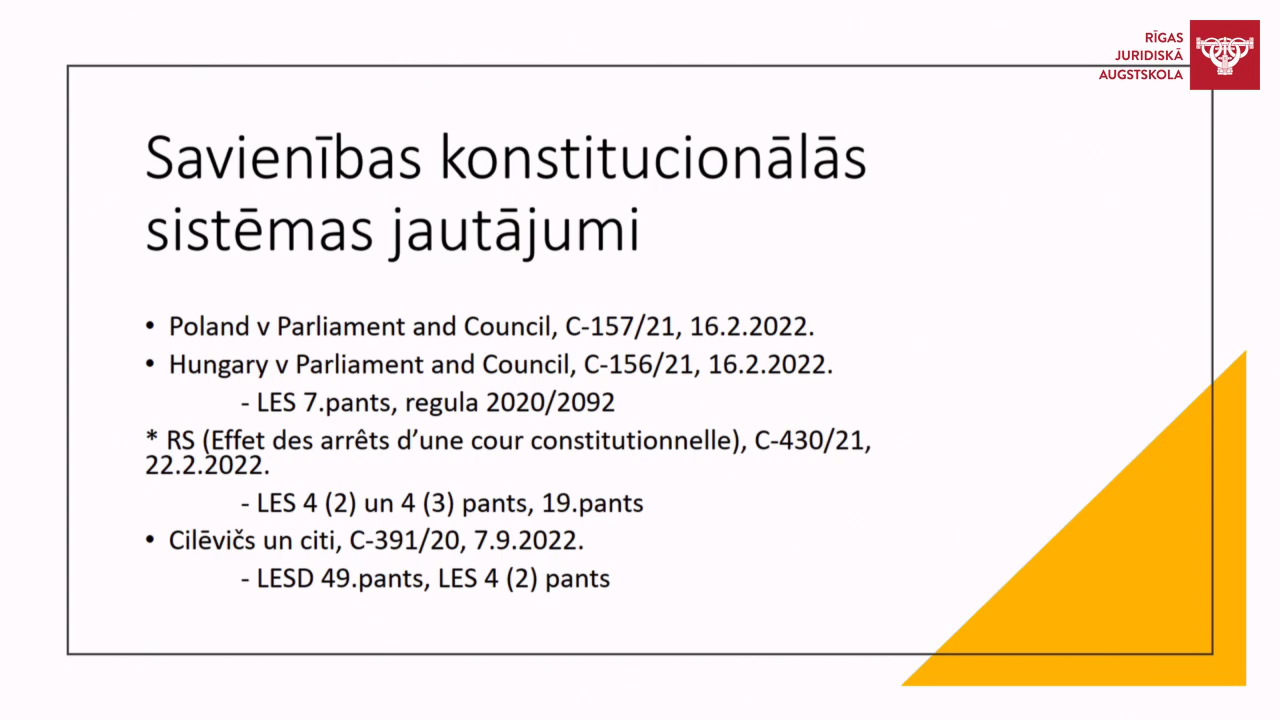 RĪGAS
JURIDISKĀ
AUGSTSKOLA
Savienības konstitucionālās
sistēmas jautājumi
• Poland v Parliament and Council, C-157/21, 16.2.2022.
• Hungary v Parliament and Council, C-156/21, 16.2.2022.
- LES 7.pants, regula 2020/2092
* RS (Effet des arrêts d’une cour constitutionnelle), C-430/21,
22.2.2022.
- LES 4 (2) un 4 (3) pants, 19.pants
• Cilēvičs un citi, C-391/20, 7.9.2022.
- LESD 49.pants, LES 4 (2) pants